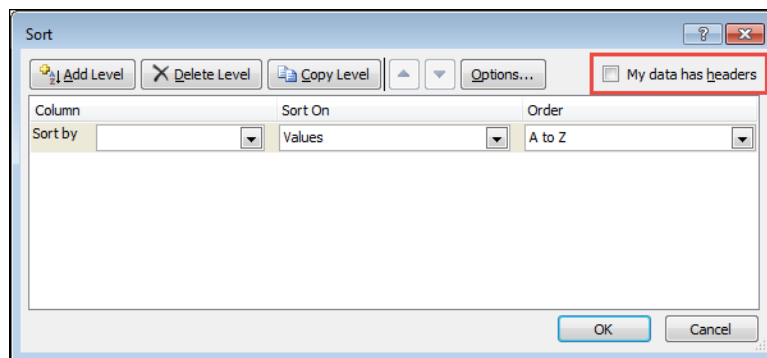 Sort
Add Level Delete Level Copy Level Options... My data has headers
Column Sort On Order
Sort by Values A to Z
OK Cancel